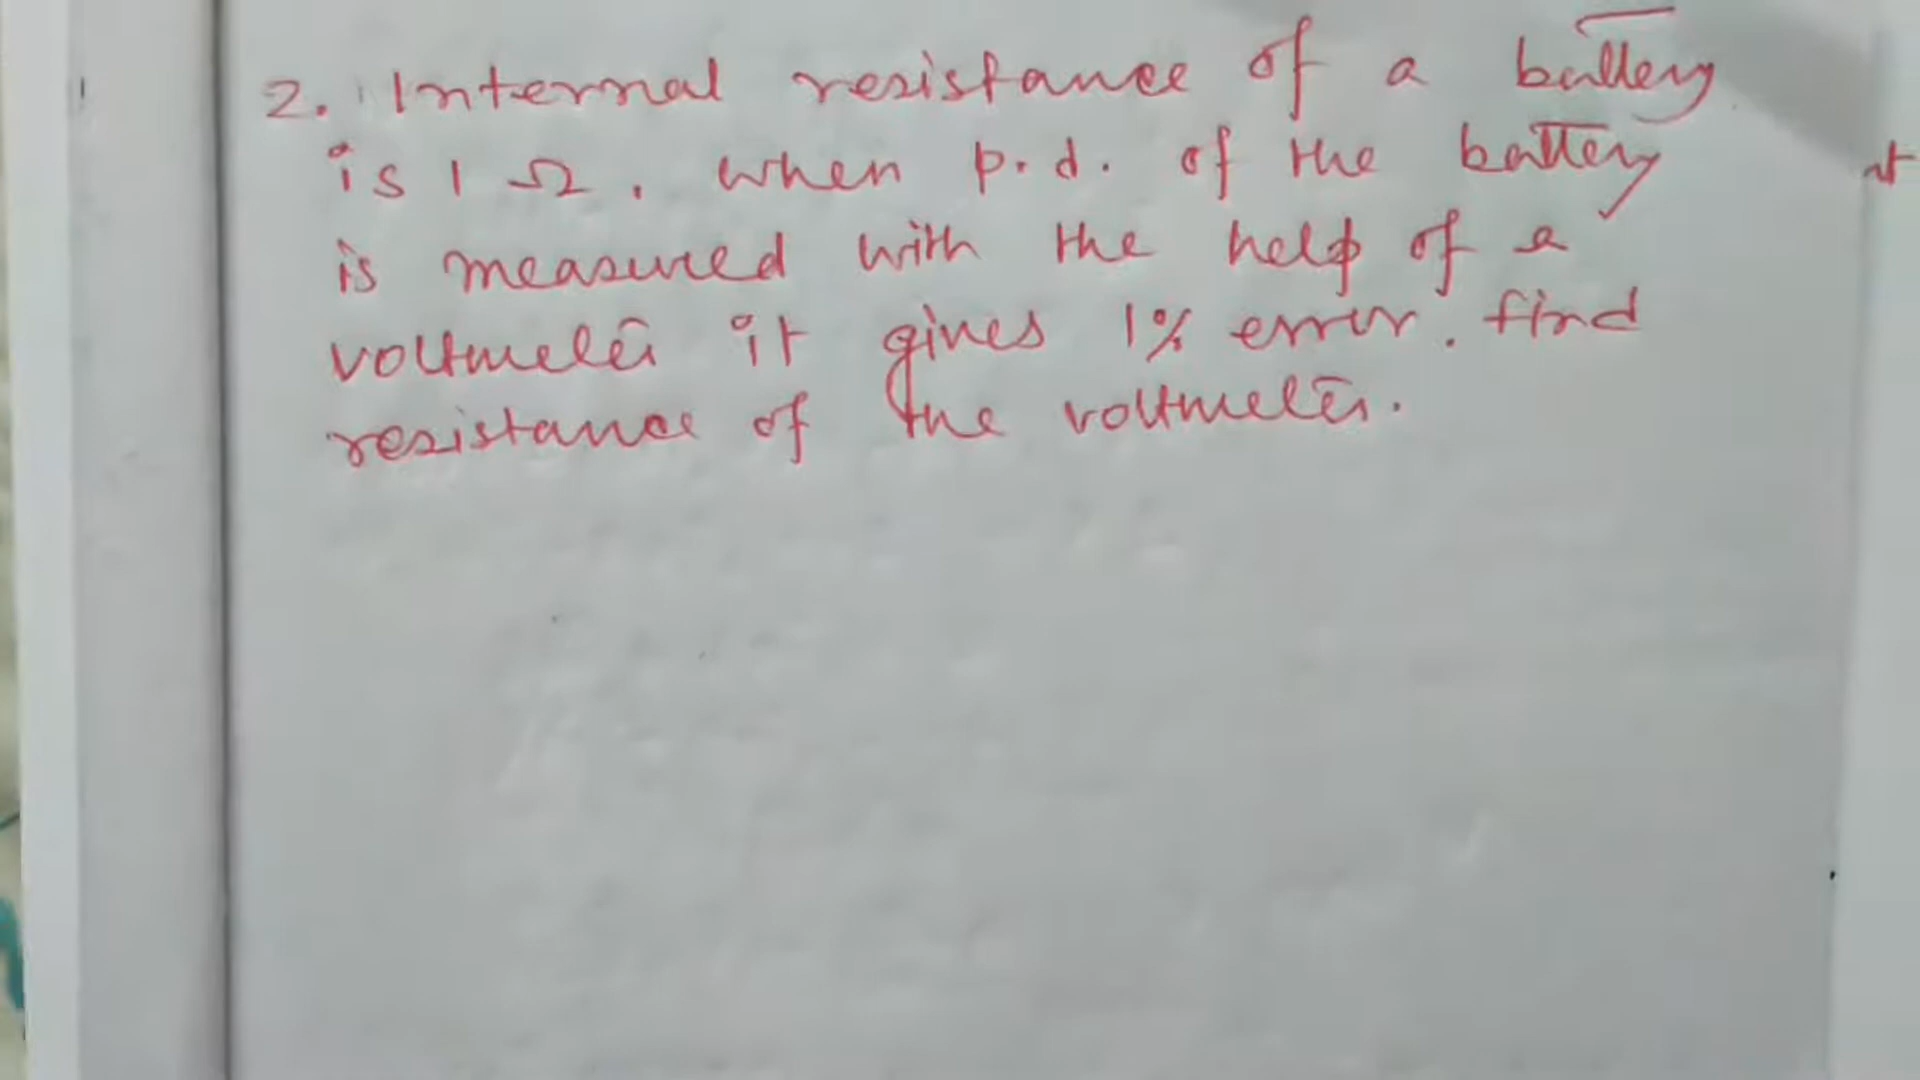 2. Internal resistance of a battery
is 1 Ω. When p.d. of the battery
is measured with the help of a
voltmeter it gives 1% error. find
resistance of the voltmeter.